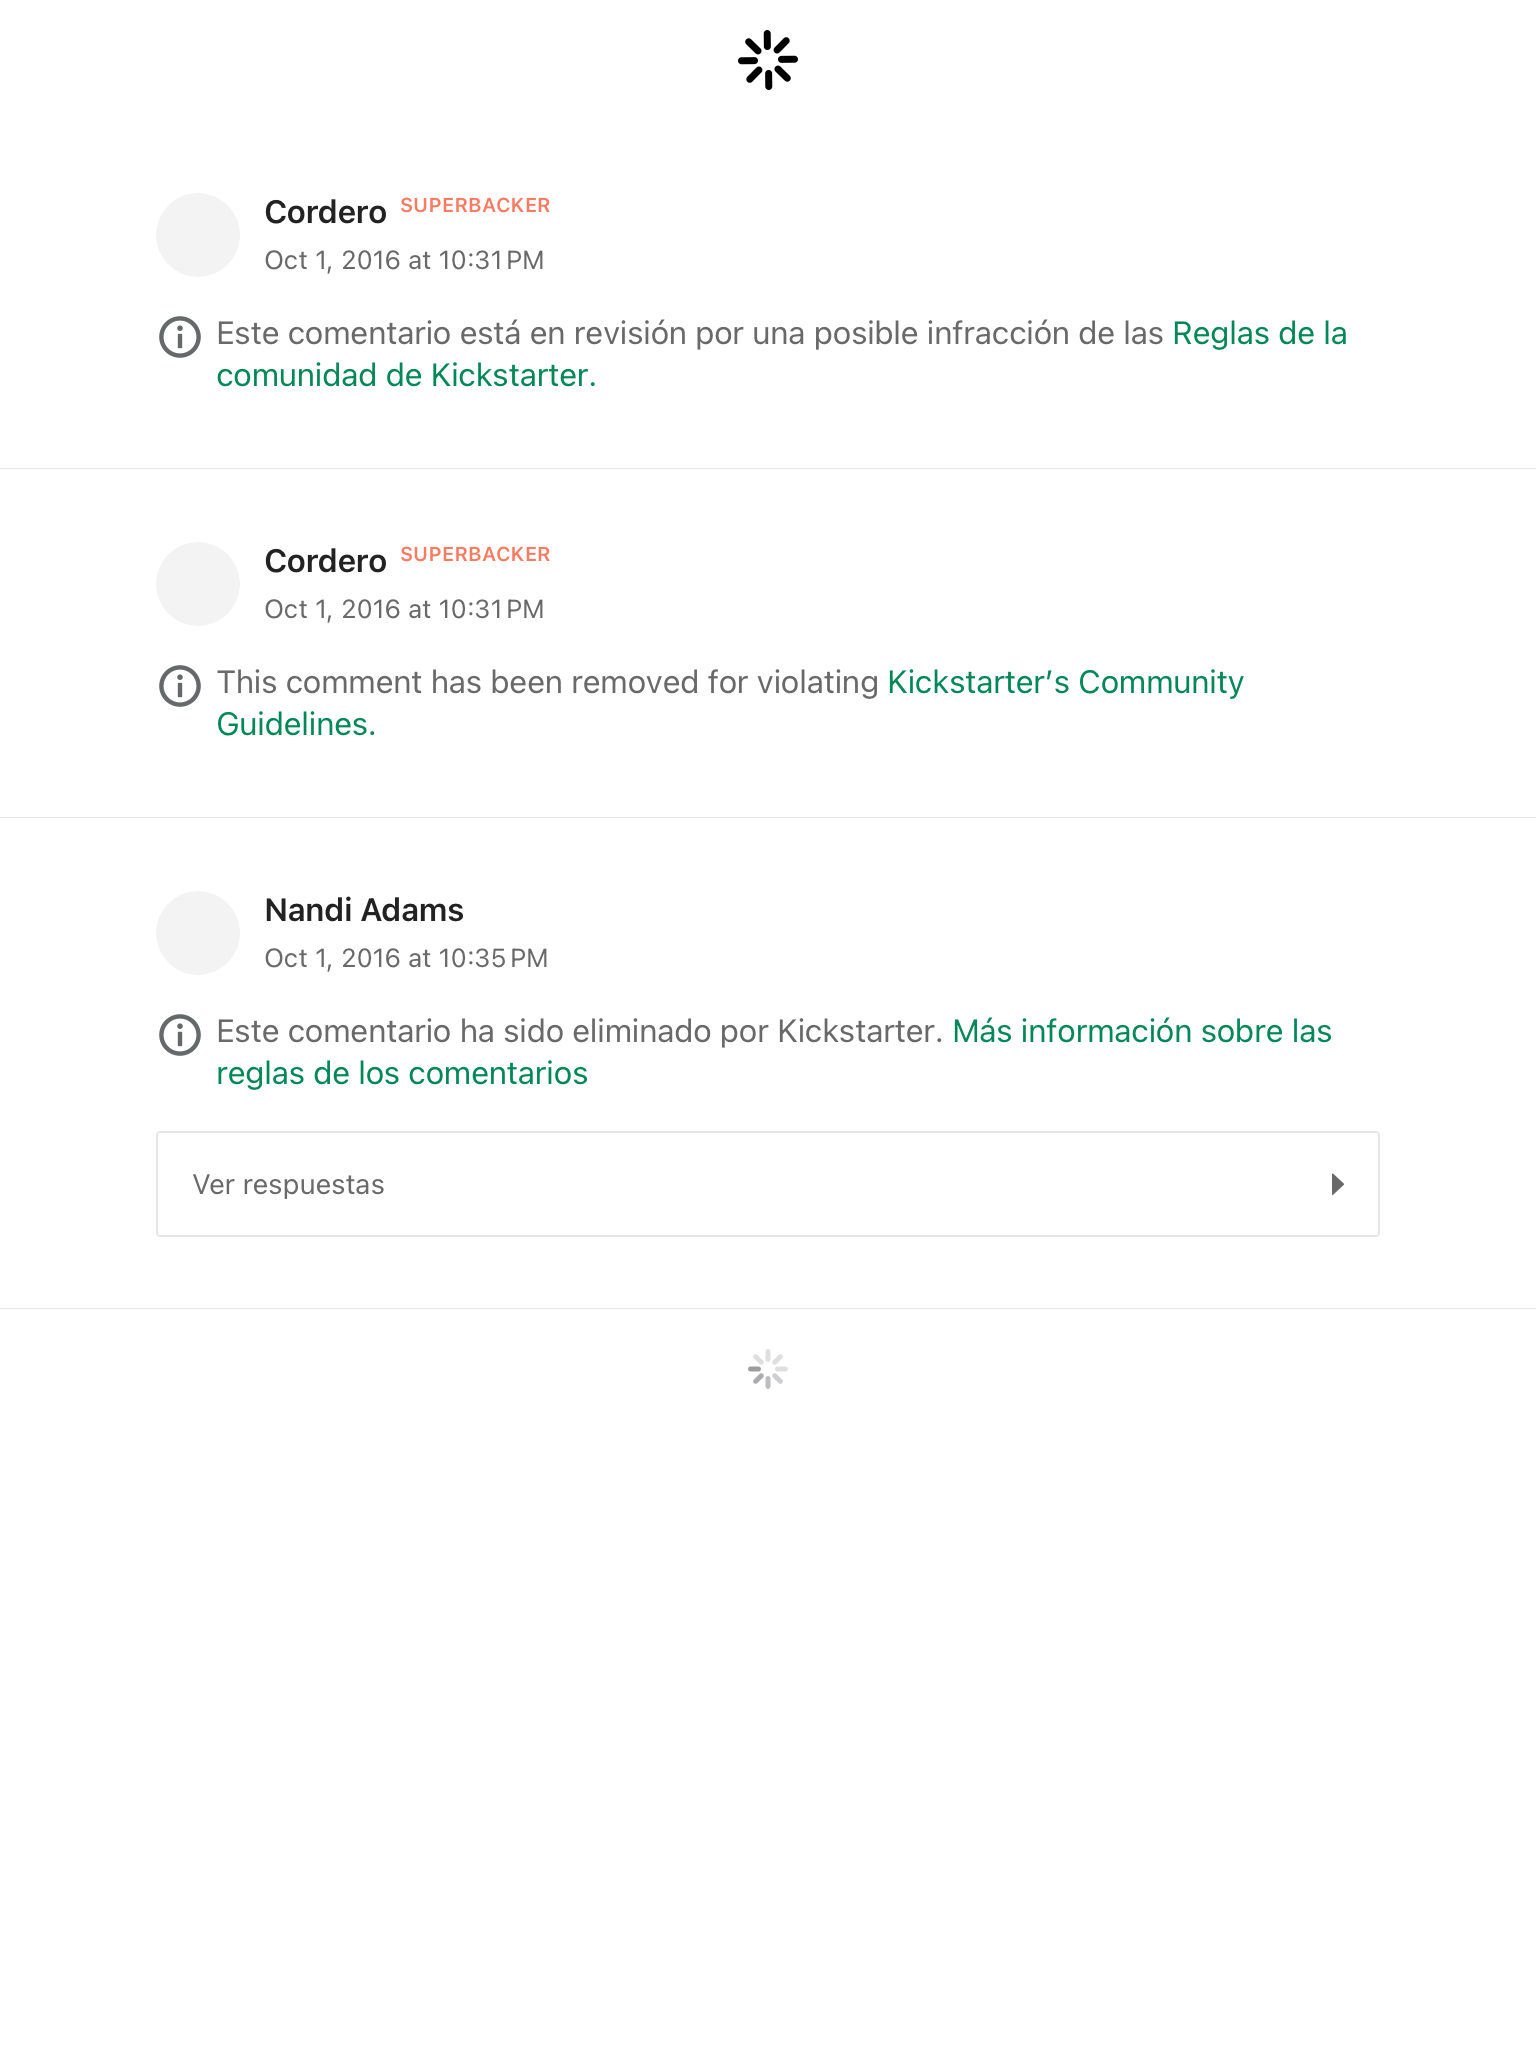 Cordero SUPERBACKER
Oct 1, 2016 at 10:31 PM
Este comentario está en revisión por una posible infracción de las Reglas de la
comunidad de Kickstarter.
Cordero SUPERBACKER
Oct 1, 2016 at 10:31 PM
This comment has been removed for violating Kickstarter’s Community
Guidelines.
Nandi Adams
Oct 1, 2016 at 10:35 PM
Este comentario ha sido eliminado por Kickstarter. Más información sobre las
reglas de los comentarios
Ver respuestas